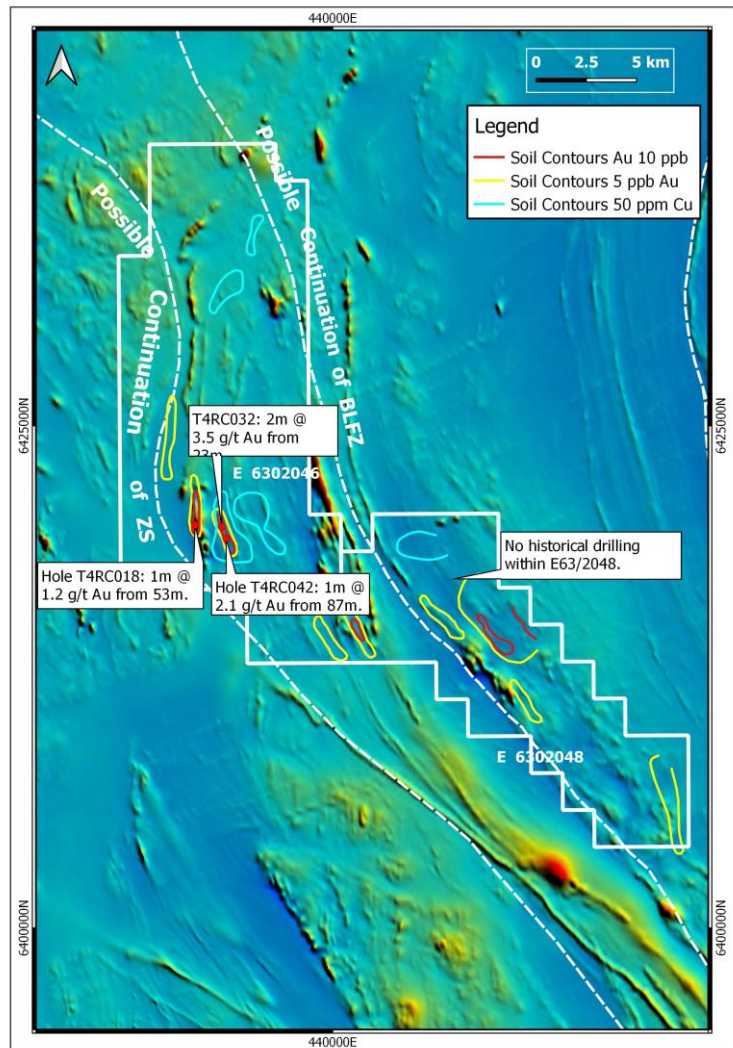 440000E
0 2.5 5 km
Legend
Soil Contours Au 10 ppb
Soil Contours 5 ppb Au
Soil Contours 50 ppm Cu
Possible Continuation of BLFZ
Possible Continuation of ZS
6425000N
6425000N
T4RC032: 2m @
3.5 g/t Au from
23m
E 6302046
No historical drilling
within E63/2048.
Hole T4RC018: 1m @
1.2 g/t Au from 53m.
Hole T4RC042: 1m @
2.1 g/t Au from 87m.
E 6302048
6400000N
6400000N
440000E